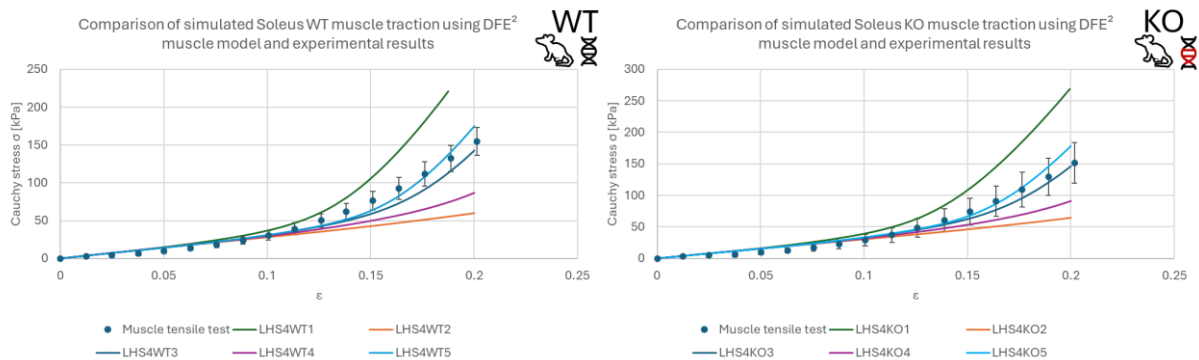 Comparison of simulated Soleus WT muscle traction using DFE²
muscle model and experimental results
WT
250
200
150
100
50
0
Cauchy stress σ [kPa]
0
0.05
0.1
0.15
0.2
0.25
ε
Muscle tensile test
LHS4WT1
LHS4WT2
LHS4WT3
LHS4WT4
LHS4WT5
Comparison of simulated Soleus KO muscle traction using DFE²
muscle model and experimental results
KO
300
250
200
150
100
50
0
Cauchy stress σ [kPa]
0
0.05
0.1
0.15
0.2
0.25
ε
Muscle tensile test
LHS4KO1
LHS4KO2
LHS4KO3
LHS4KO4
LHS4KO5